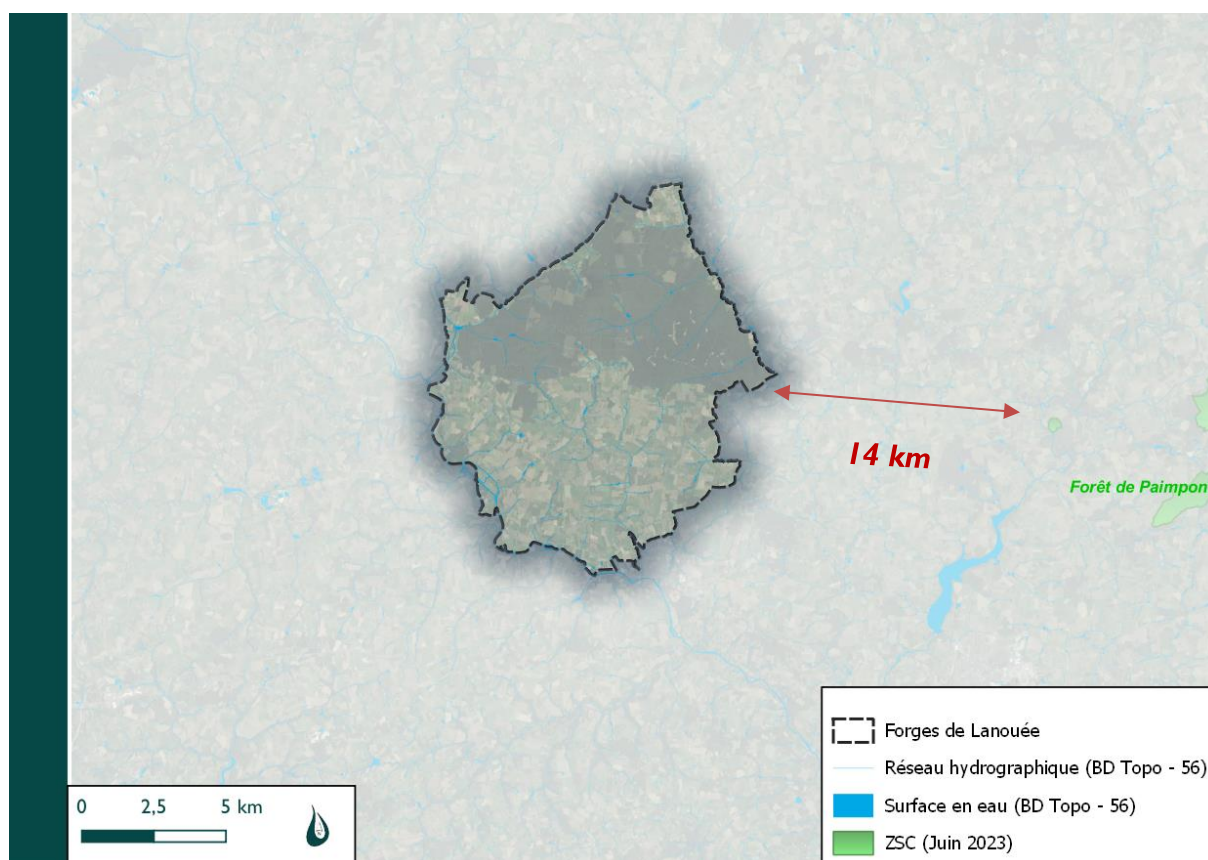 14 km
Forêt de Paimpon
0 2,5 5 km
Forges de Lanouée
Réseau hydrographique (BD Topo - 56)
Surface en eau (BD Topo - 56)
ZSC (Juin 2023)